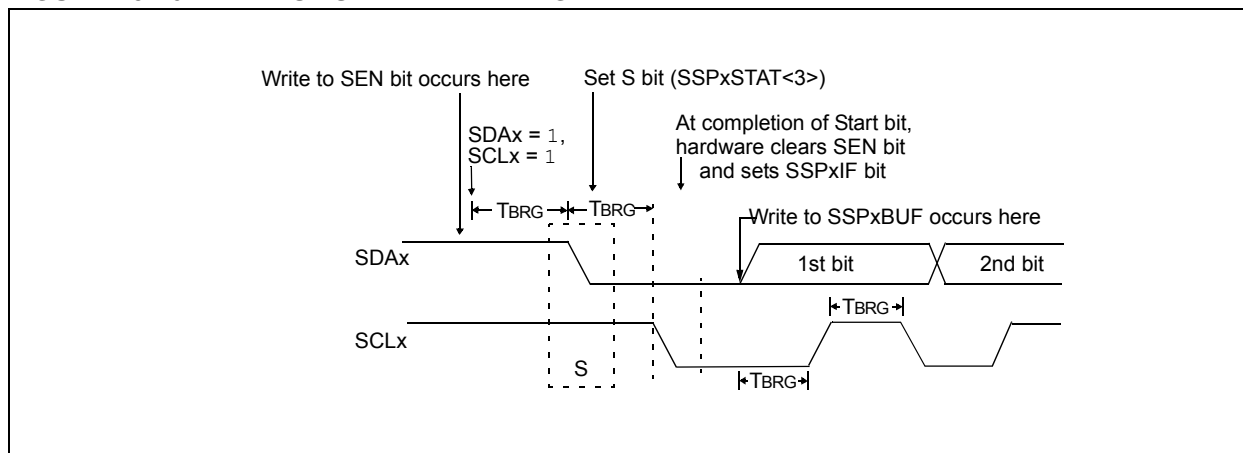 Write to SEN bit occurs here
Set S bit (SSPxSTAT<3>)
SDAx = 1,
SCLx = 1
At completion of Start bit,
hardware clears SEN bit
and sets SSPxIF bit
TBRG
TBRG
Write to SSPxBUF occurs here
SDAx
1st bit
2nd bit
TBRG
SCLx
S
TBRG